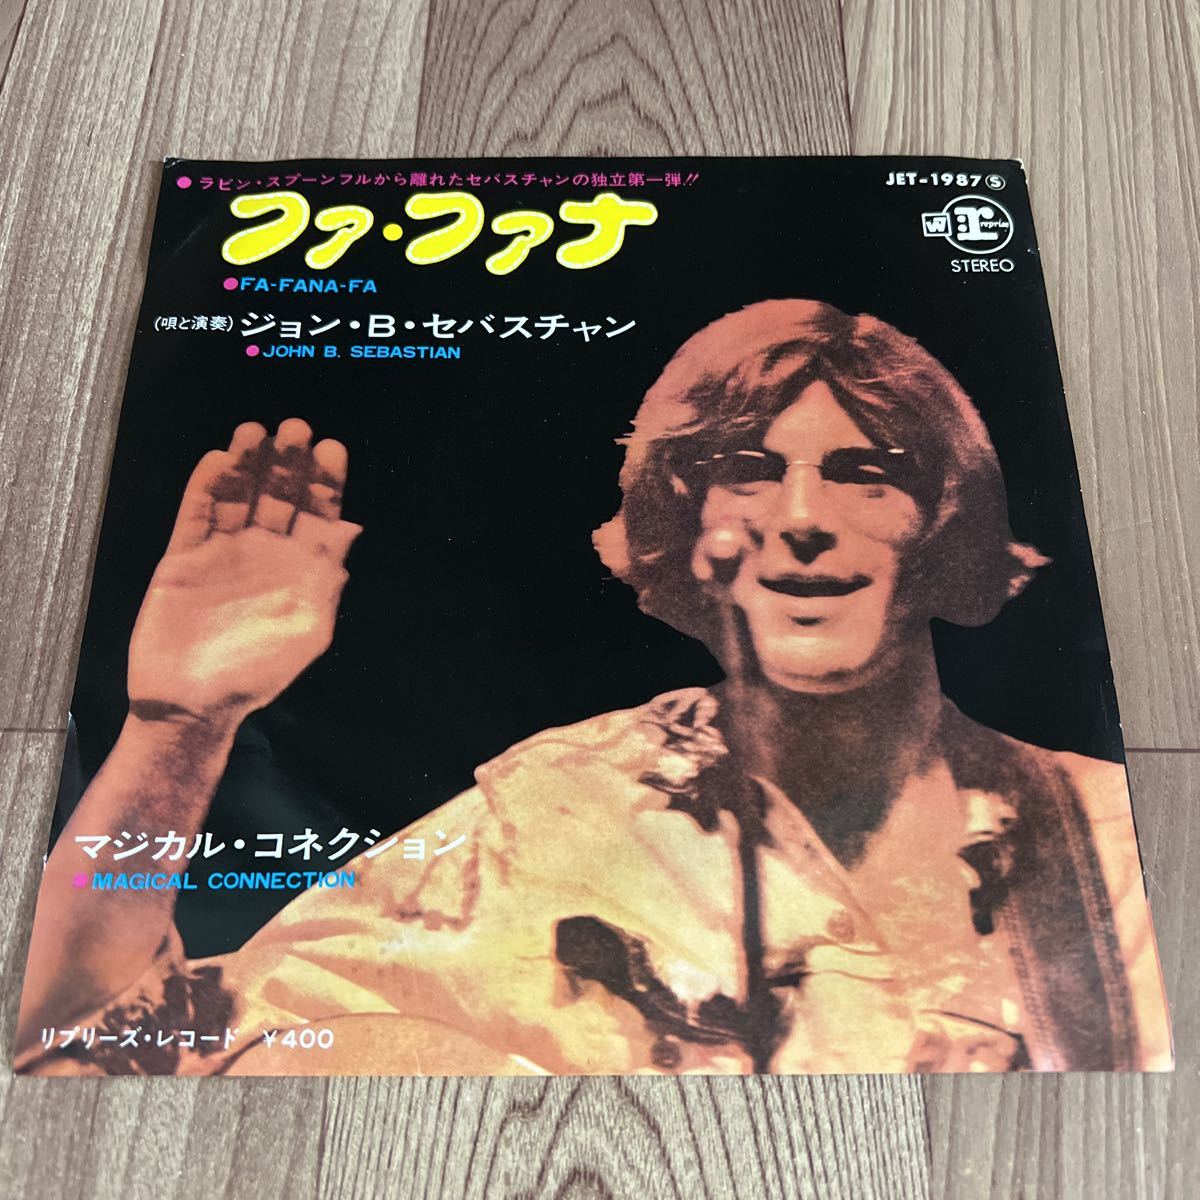 ●ラビン・スプーンフルから離れたセバスチャンの独立第一弾!!
JET-1987 Ⓢ
ファ・ファナ
W
r
reprise
STEREO
●FA-FANA-FA
(唄と演奏)ジョン・B・セバスチャン
●JOHN B. SEBASTIAN
マジカル・コネクション
●MAGICAL CONNECTION
リプリーズ・レコード ¥400